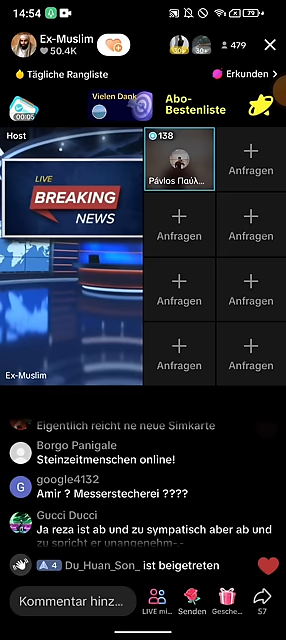 14:54
79
Ex-Muslim
50.4K
479
Tägliche Rangliste
Erkunden >
00:05
Vielen Dank
Abo-
Bestenliste
Host
138
LIVE
BREAKING
NEWS
Pávlos Παύλ...
Anfragen
Anfragen
Anfragen
Anfragen
Anfragen
Anfragen
Anfragen
Ex-Muslim
Eigentlich reicht ne neue Simkarte
Borgo Panigale
Steinzeitmenschen online!
google4132
G
Amir ? Messerstecherei ????
Gucci Ducci
Ja reza ist ab und zu sympatisch aber ab und
zu spricht er unangenehm-.-
4 Du_Huan_Son_ ist beigetreten
Kommentar hinz...
LIVE mi...
Senden
Gesche...
57